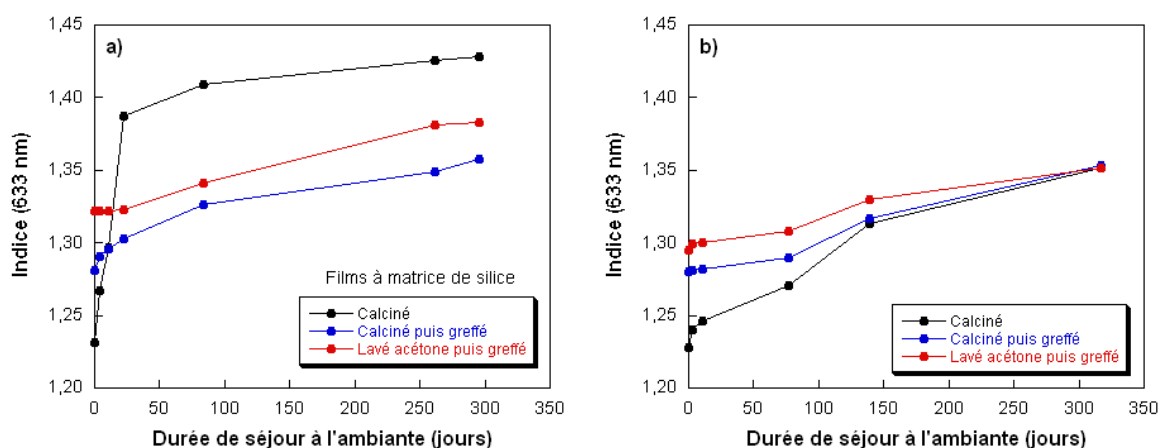 a)
Indice (633 nm)
1,45
1,40
1,35
1,30
1,25
1,20
Films à matrice de silice
Calciné
Calciné puis greffé
Lavé acétone puis greffé
0 50 100 150 200 250 300 350
Durée de séjour à l'ambiante (jours)
b)
Indice (633 nm)
1,45
1,40
1,35
1,30
1,25
1,20
Calciné
Calciné puis greffé
Lavé acétone puis greffé
0 50 100 150 200 250 300 350
Durée de séjour à l'ambiante (jours)